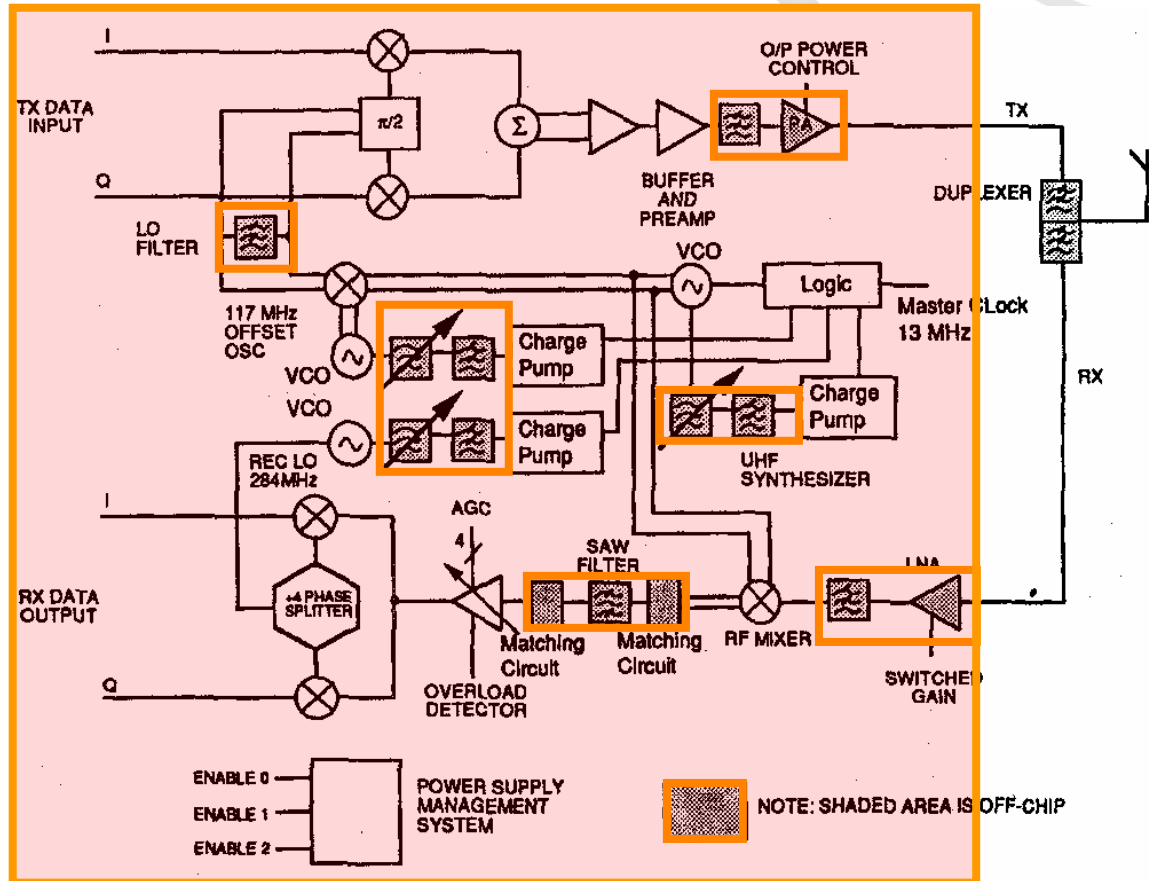 I
O/P POWER
CONTROL
TX DATA
INPUT
π/2
Σ
PA
TX
Q
BUFFER
AND
PREAMP
DUPLEXER
LO
FILTER
VCO
Logic
Master CLock
13 MHz
117 MHz
OFFSET
OSC
Charge
Pump
VCO
RX
VCO
Charge
Pump
Charge
Pump
REC LO
284MHz
UHF
SYNTHESIZER
I
AGC
4
SAW
FILTER
LNA
RX DATA
OUTPUT
÷4 PHASE
SPLITTER
RF MIXER
Matching
Circuit
Matching
Circuit
SWITCHED
GAIN
Q
OVERLOAD
DETECTOR
ENABLE 0
ENABLE 1
ENABLE 2
POWER SUPPLY
MANAGEMENT
SYSTEM
NOTE: SHADED AREA IS OFF-CHIP